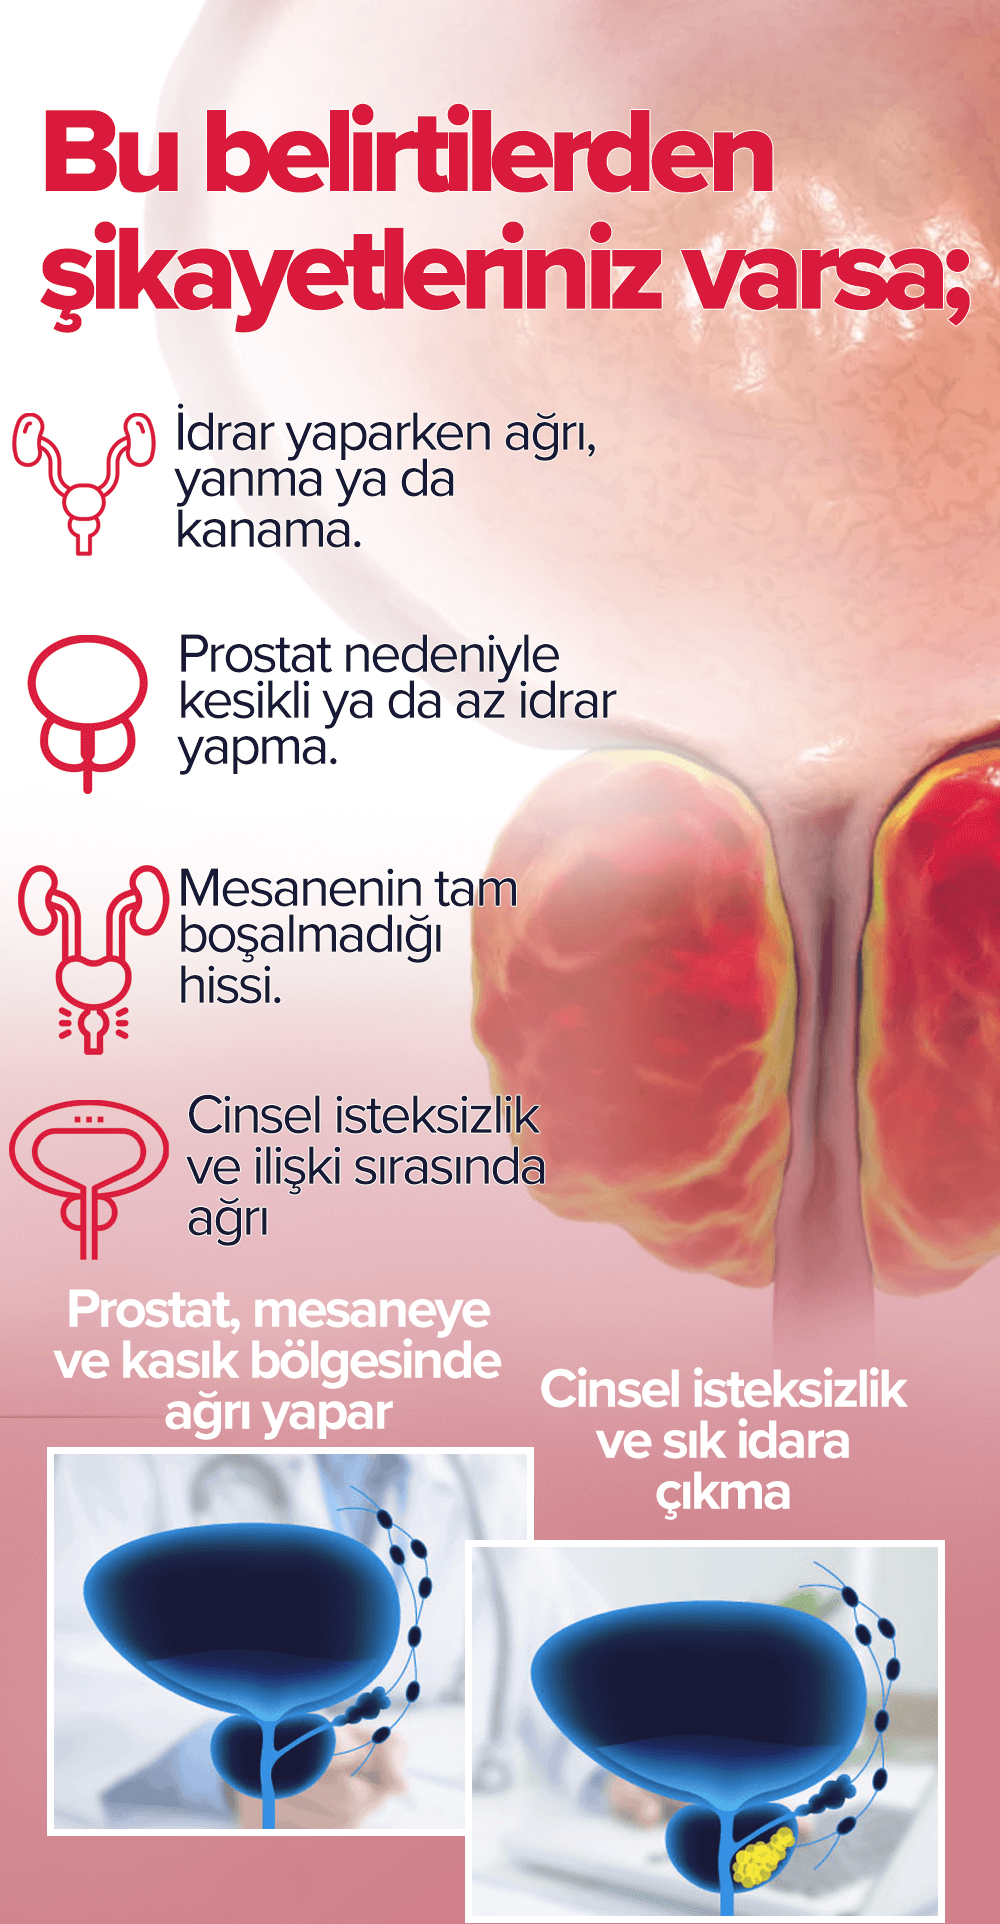 Bu belirtilerden
şikayetleriniz varsa;
İdrar yaparken ağrı,
yanma ya da
kanama.
Prostat nedeniyle
kesikli ya da az idrar
yapma.
Mesanenin tam
boşalmadığı
hissi.
Cinsel isteksizlik
ve ilişki sırasında
ağrı
Prostat, mesaneye
ve kasık bölgesinde
ağrı yapar
Cinsel isteksizlik
ve sık idara
çıkma